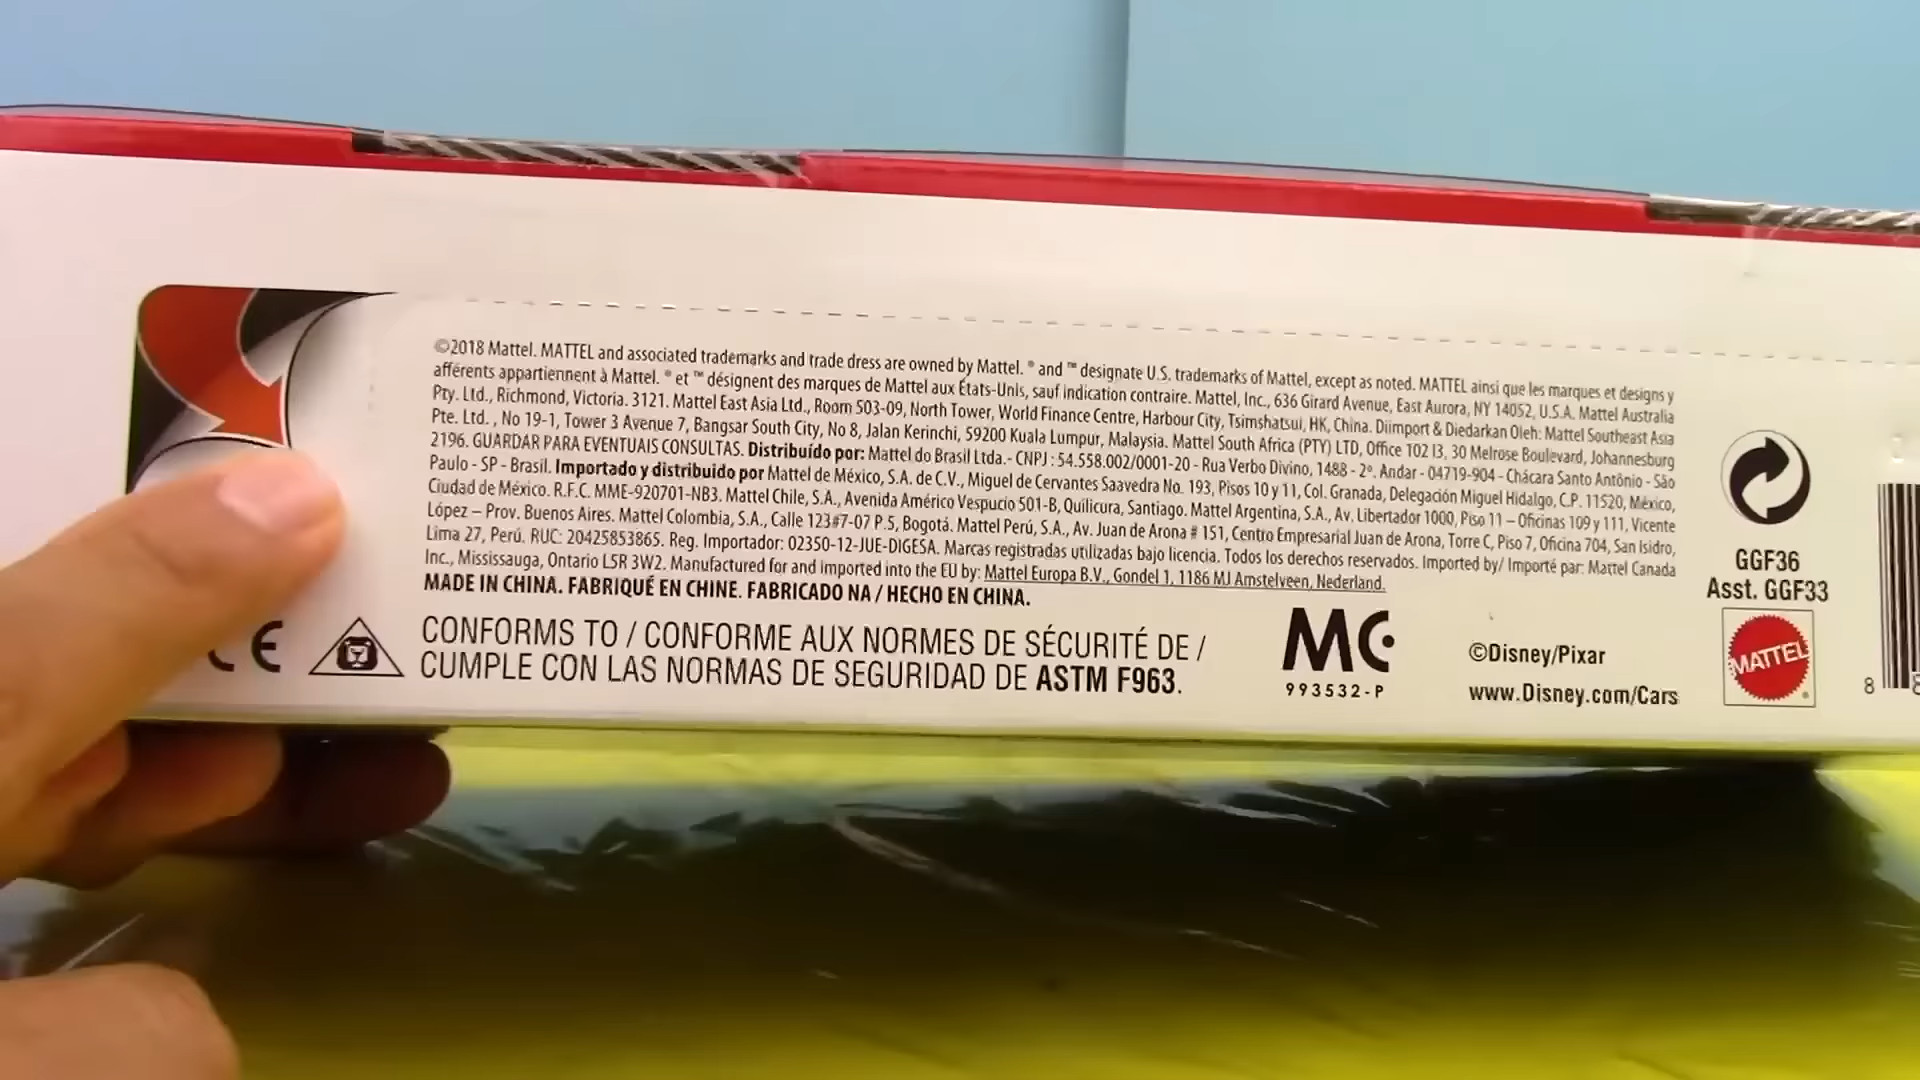 ©2018 Mattel. MATTEL and associated trademarks and trade dress are owned by Mattel. ® and ™ designate U.S. trademarks of Mattel, except as noted. MATTEL ainsi que les marques et designs y
afférents appartiennent à Mattel. ® et ™ désignent des marques de Mattel aux États-Unis, sauf indication contraire. Mattel, Inc., 636 Girard Avenue, East Aurora, NY 14052, U.S.A. Mattel Australia
Pty. Ltd., Richmond, Victoria. 3121. Mattel East Asia Ltd., Room 503-09, North Tower, World Finance Centre, Harbour City, Tsimshatsui, HK, China. Diimport & Diedarkan Oleh: Mattel Southeast Asia
Pte. Ltd. , No 19-1, Tower 3 Avenue 7, Bangsar South City, No 8, Jalan Kerinchi, 59200 Kuala Lumpur, Malaysia. Mattel South Africa (PTY) LTD, Office 102 I3, 30 Melrose Boulevard, Johannesburg
2196. GUARDAR PARA EVENTUAIS CONSULTAS. Distribuído por: Mattel do Brasil Ltda.- CNPJ : 54.558.002/0001-20 - Rua Verbo Divino, 1488 - 2º. Andar - 04719-904 - Chácara Santo Antônio - São
Paulo - SP - Brasil. Importado y distribuido por Mattel de México, S.A. de C.V., Miguel de Cervantes Saavedra No. 193, Pisos 10 y 11, Col. Granada, Delegación Miguel Hidalgo, C.P. 11520, México,
Ciudad de México. R.F.C. MME-920701-NB3. Mattel Chile, S.A., Avenida Américo Vespucio 501-B, Quilicura, Santiago. Mattel Argentina, S.A., Av. Libertador 1000, Piso 11 – Oficinas 109 y 111, Vicente
López – Prov. Buenos Aires. Mattel Colombia, S.A., Calle 123#7-07 P.5, Bogotá. Mattel Perú, S.A., Av. Juan de Arona # 151, Centro Empresarial Juan de Arona, Torre C, Piso 7, Oficina 704, San Isidro,
Lima 27, Perú. RUC: 20425853865. Reg. Importador: 02350-12-JUE-DIGESA. Marcas registradas utilizadas bajo licencia. Todos los derechos reservados. Imported by/ Importé par: Mattel Canada
Inc., Mississauga, Ontario L5R 3W2. Manufactured for and imported into the EU by: Mattel Europa B.V., Gondel 1, 1186 MJ Amstelveen, Nederland.
MADE IN CHINA. FABRIQUÉ EN CHINE. FABRICADO NA / HECHO EN CHINA.
CE
CONFORMS TO / CONFORME AUX NORMES DE SÉCURITÉ DE /
CUMPLE CON LAS NORMAS DE SEGURIDAD DE ASTM F963.
MC
993532-P
©Disney/Pixar
www.Disney.com/Cars
GGF36
Asst. GGF33
MATTEL®
8